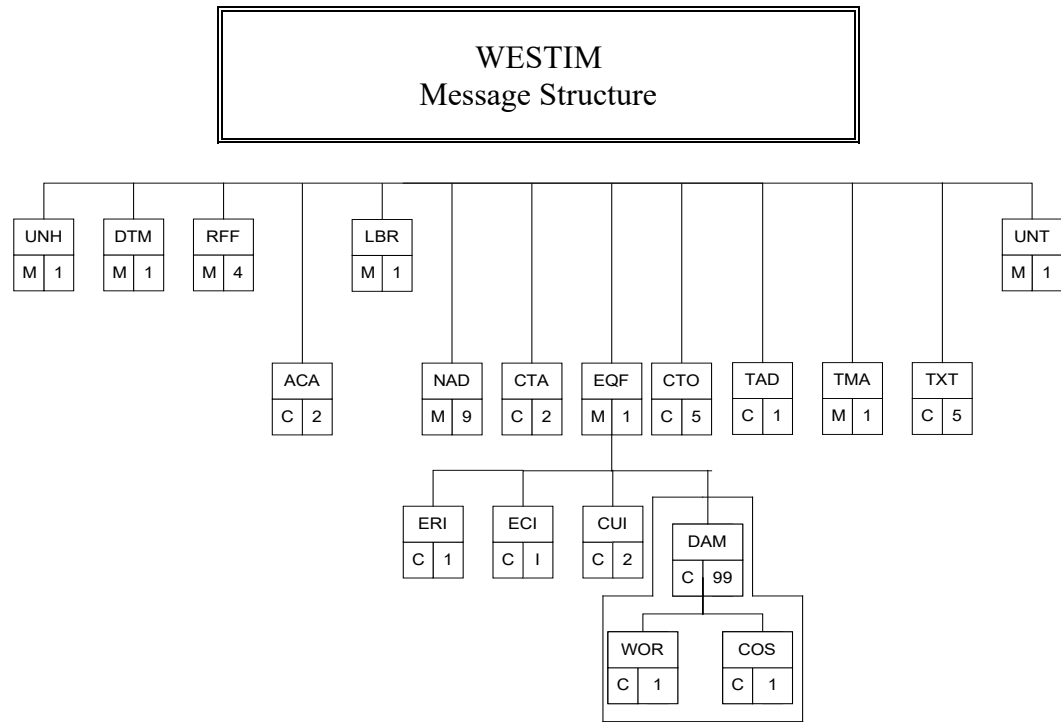 WESTIM
Message Structure
UNH DTM RFF LBR UNT
M 1 M 1 M 4 M 1 M 1
ACA NAD CTA EQF CTO TAD TMA TXT
C 2 M 9 C 2 M 1 C 5 C 1 M 1 C 5
ERI ECI CUI DAM
C 1 C I C 2 C 99
WOR COS
C 1 C 1